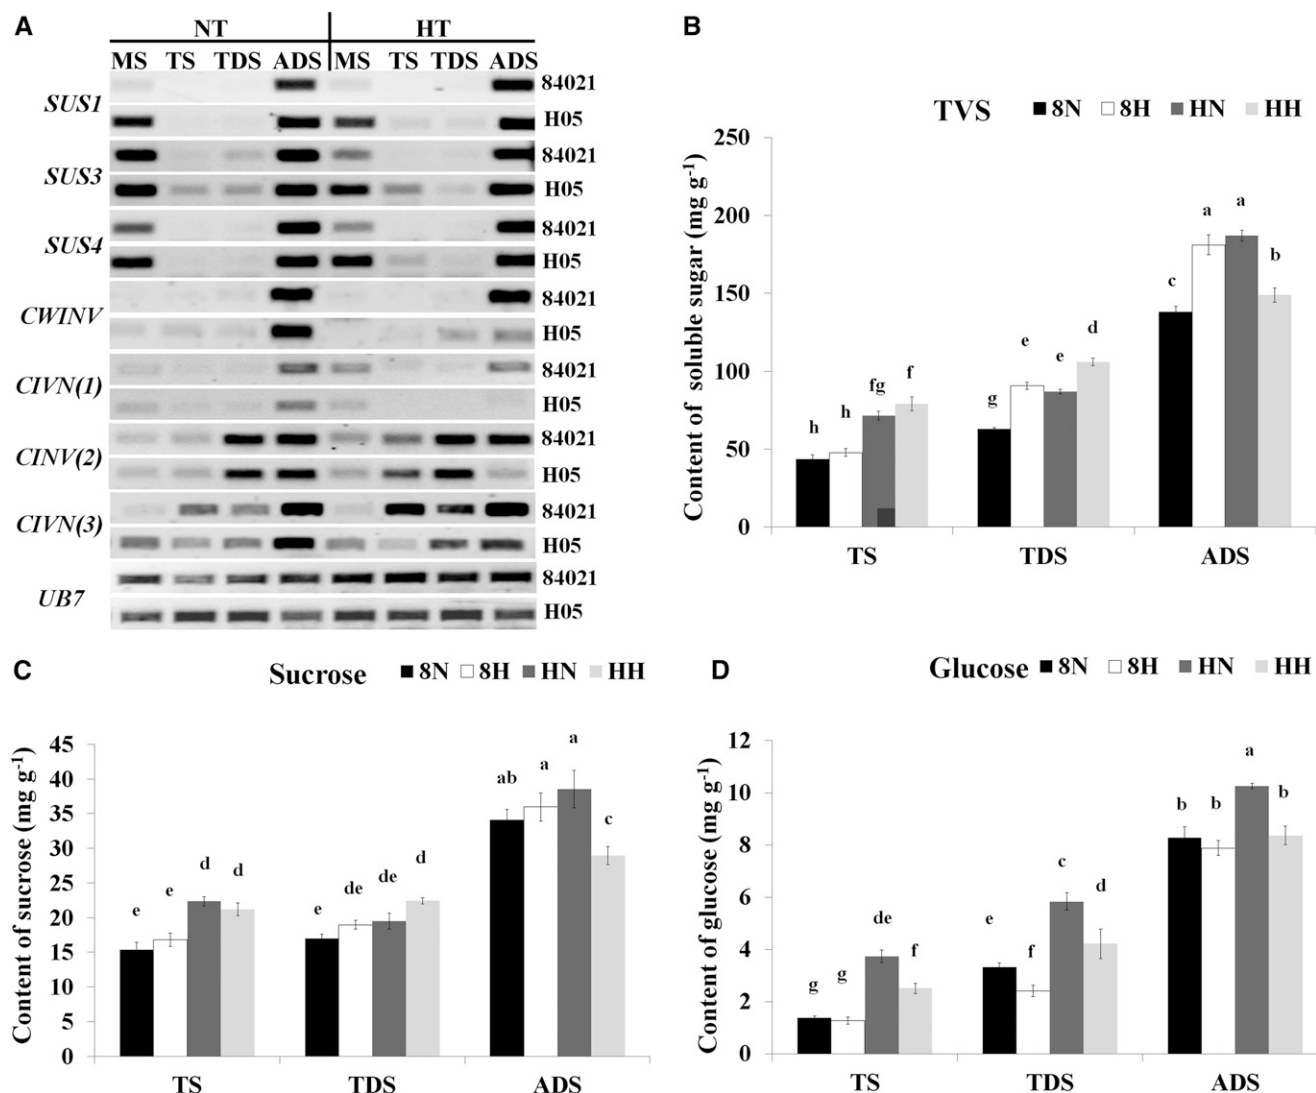 A
NT HT
MS TS TDS ADS MS TS TDS ADS
SUS1 84021
H05
SUS3 84021
H05
SUS4 84021
H05
CWINV 84021
H05
CIVN(1) 84021
H05
CINV(2) 84021
H05
CIVN(3) 84021
H05
UB7 84021
H05
B
TVS 8N 8H HN HH
Content of soluble sugar (mg g-1)
250
200
150
100
50
0
h h fg f
g e e d
c a a b
TS TDS ADS
C
Sucrose 8N 8H HN HH
Content of sucrose (mg g-1)
45
40
35
30
25
20
15
10
5
0
e e d d
e de de d
ab a a c
TS TDS ADS
D
Glucose 8N 8H HN HH
Content of glucose (mg g-1)
12
10
8
6
4
2
0
g g de f
e f c d
b b a b
TS TDS ADS